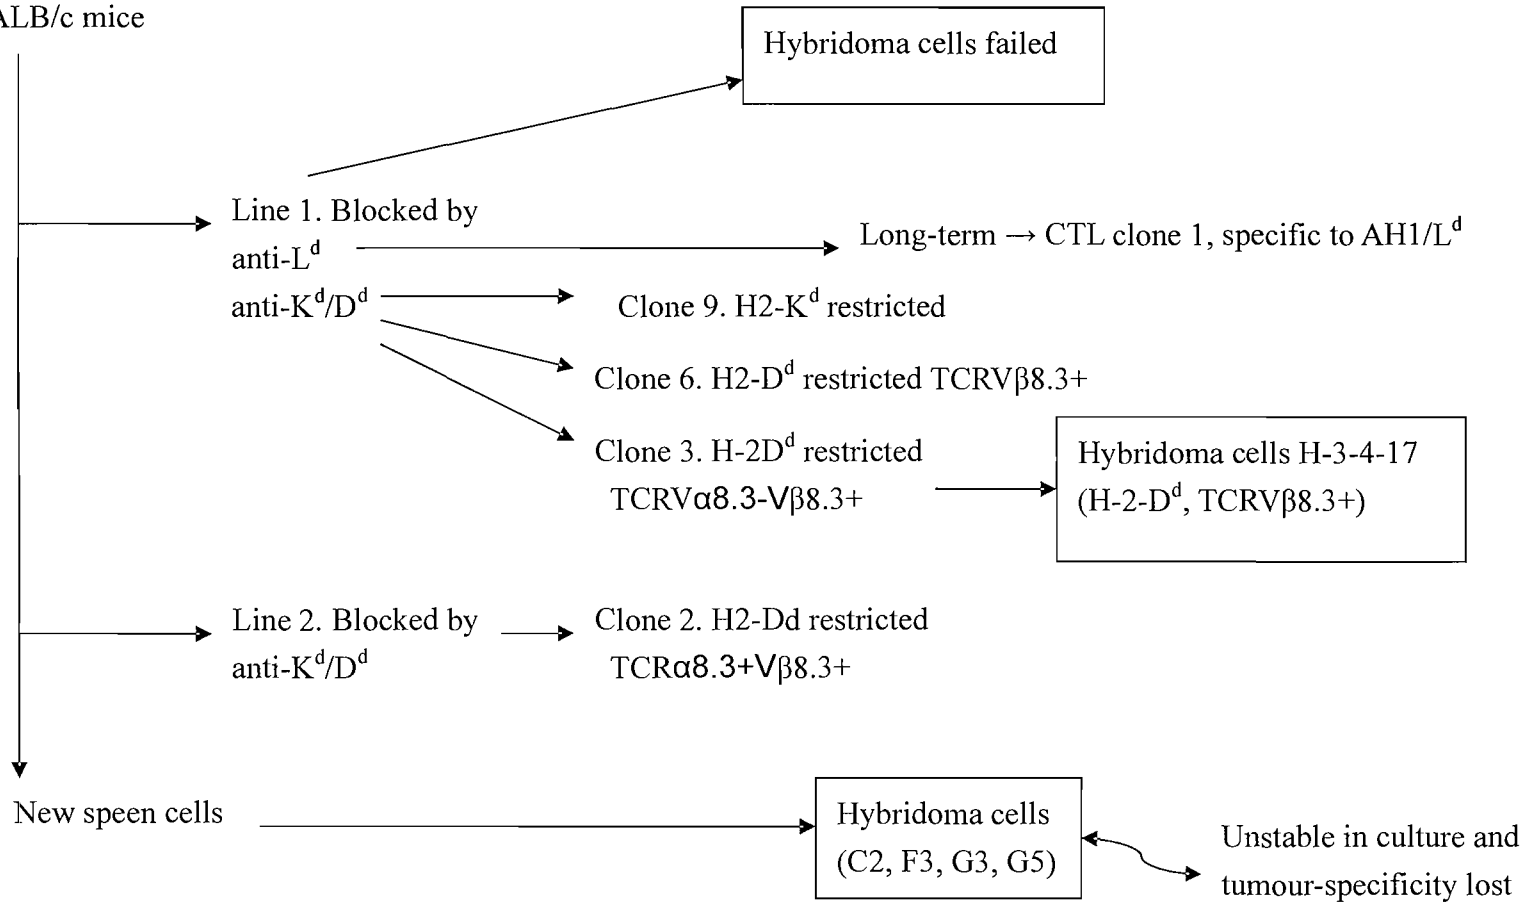 ALB/c mice
Hybridoma cells failed
Line 1. Blocked by
anti-Lᵈ
anti-Kᵈ/Dᵈ
Long-term → CTL clone 1, specific to AH1/Lᵈ
Clone 9. H2-Kᵈ restricted
Clone 6. H2-Dᵈ restricted TCRVβ8.3+
Clone 3. H-2Dᵈ restricted
TCRVα8.3-Vβ8.3+
Hybridoma cells H-3-4-17
(H-2-Dᵈ, TCRVβ8.3+)
Line 2. Blocked by
anti-Kᵈ/Dᵈ
Clone 2. H2-Dd restricted
TCRα8.3+Vβ8.3+
New speen cells
Hybridoma cells
(C2, F3, G3, G5)
Unstable in culture and
tumour-specificity lost